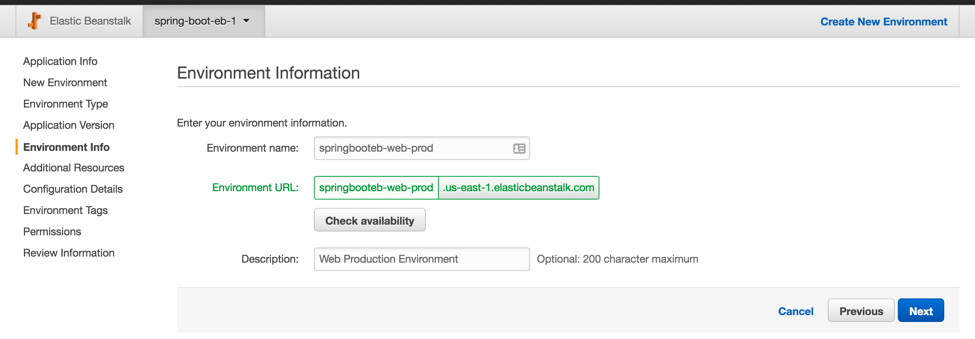 Elastic Beanstalk spring-boot-eb-1 Create New Environment
Application Info
New Environment
Environment Type
Application Version
Environment Info
Additional Resources
Configuration Details
Environment Tags
Permissions
Review Information
Environment Information
Enter your environment information.
Environment name: springbooteb-web-prod
Environment URL: springbooteb-web-prod .us-east-1.elasticbeanstalk.com
Check availability
Description: Web Production Environment Optional: 200 character maximum
Cancel Previous Next